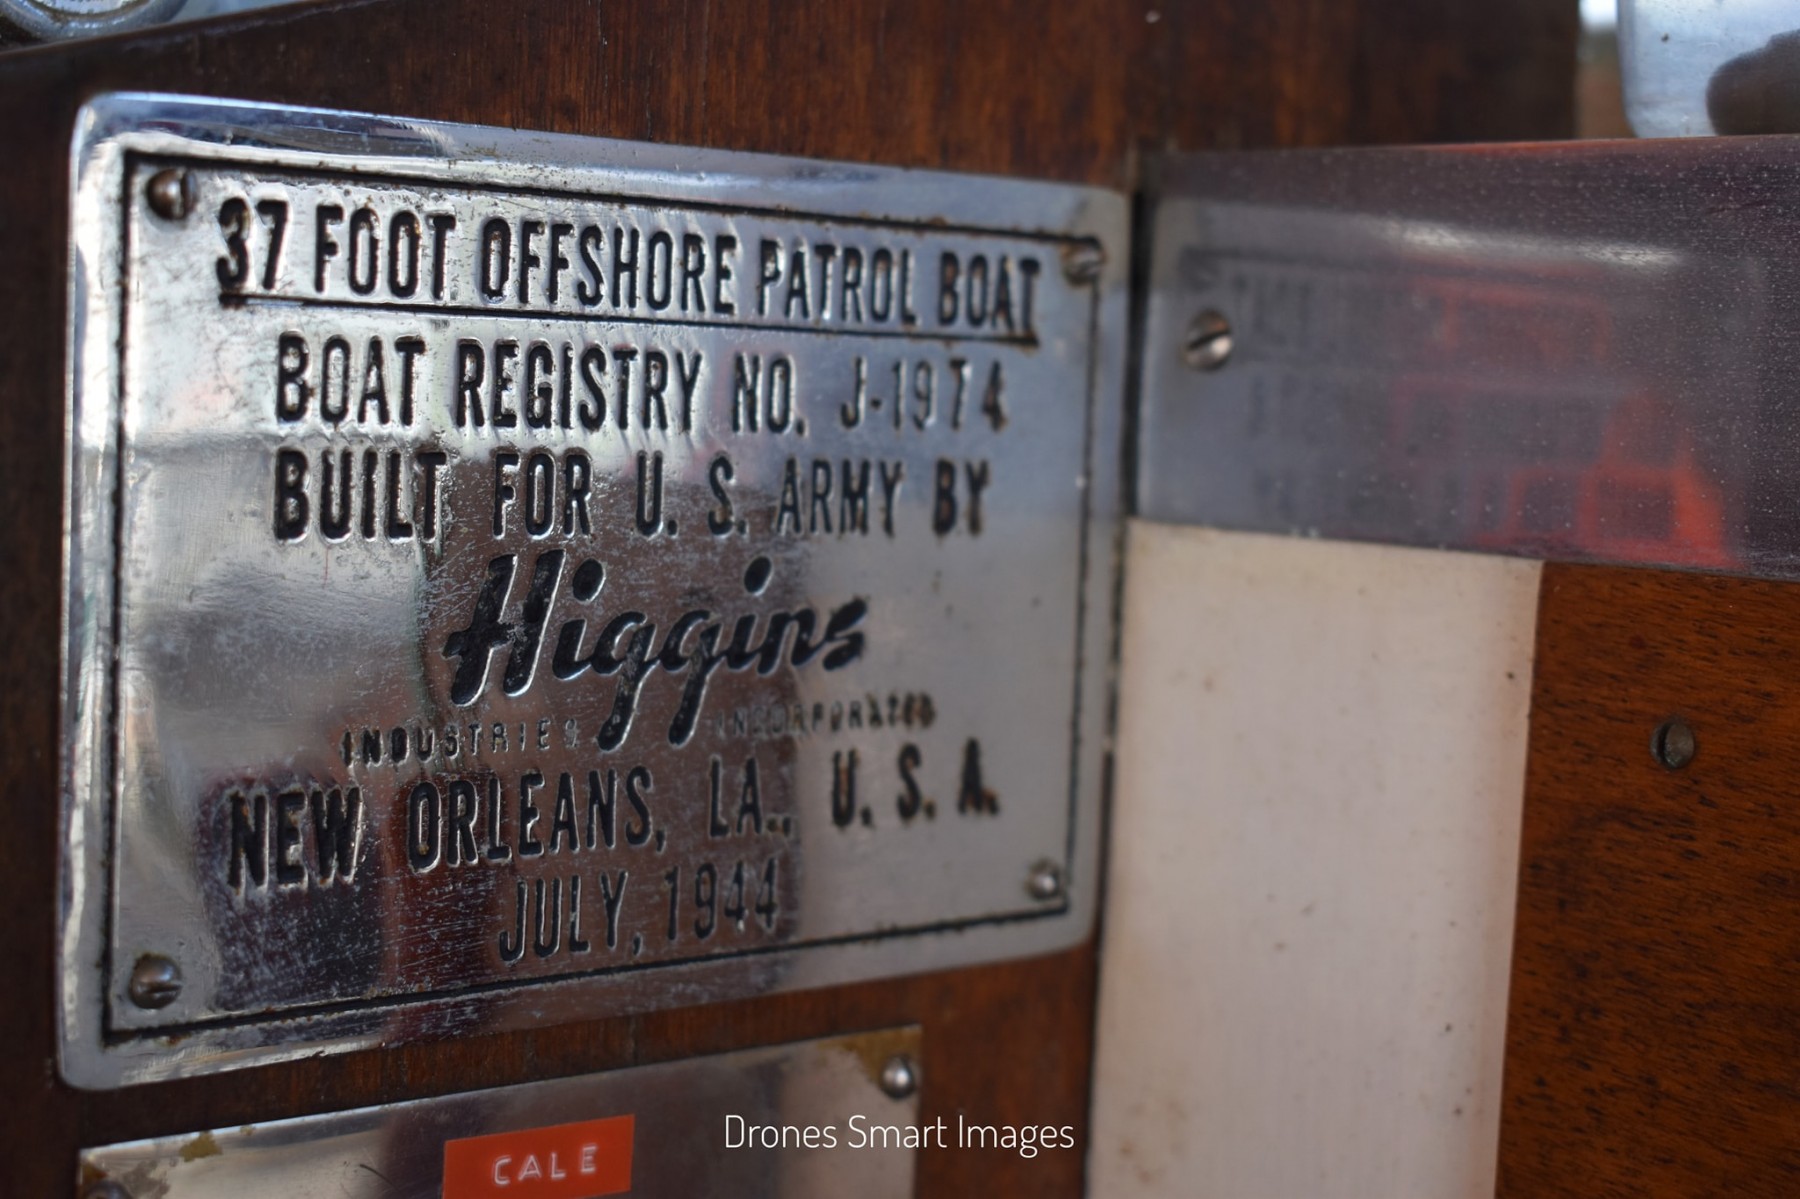 37 FOOT OFFSHORE PATROL BOAT
BOAT REGISTRY NO. J-1974
BUILT FOR U. S. ARMY BY
Higgins
INDUSTRIES INCORPORATED
NEW ORLEANS, LA., U. S. A.
JULY, 1944
CALE
Drones Smart Images